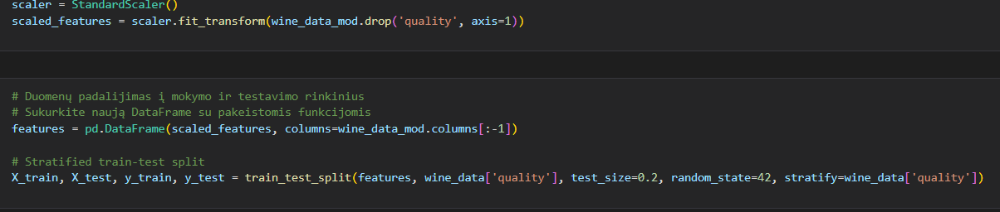 scaler = StandardScaler()
scaled_features = scaler.fit_transform(wine_data_mod.drop('quality', axis=1))
# Duomenų padalijimas į mokymo ir testavimo rinkinius
# Sukurkite naują DataFrame su pakeistomis funkcijomis
features = pd.DataFrame(scaled_features, columns=wine_data_mod.columns[:-1])
# Stratified train-test split
X_train, X_test, y_train, y_test = train_test_split(features, wine_data['quality'], test_size=0.2, random_state=42, stratify=wine_data['quality'])